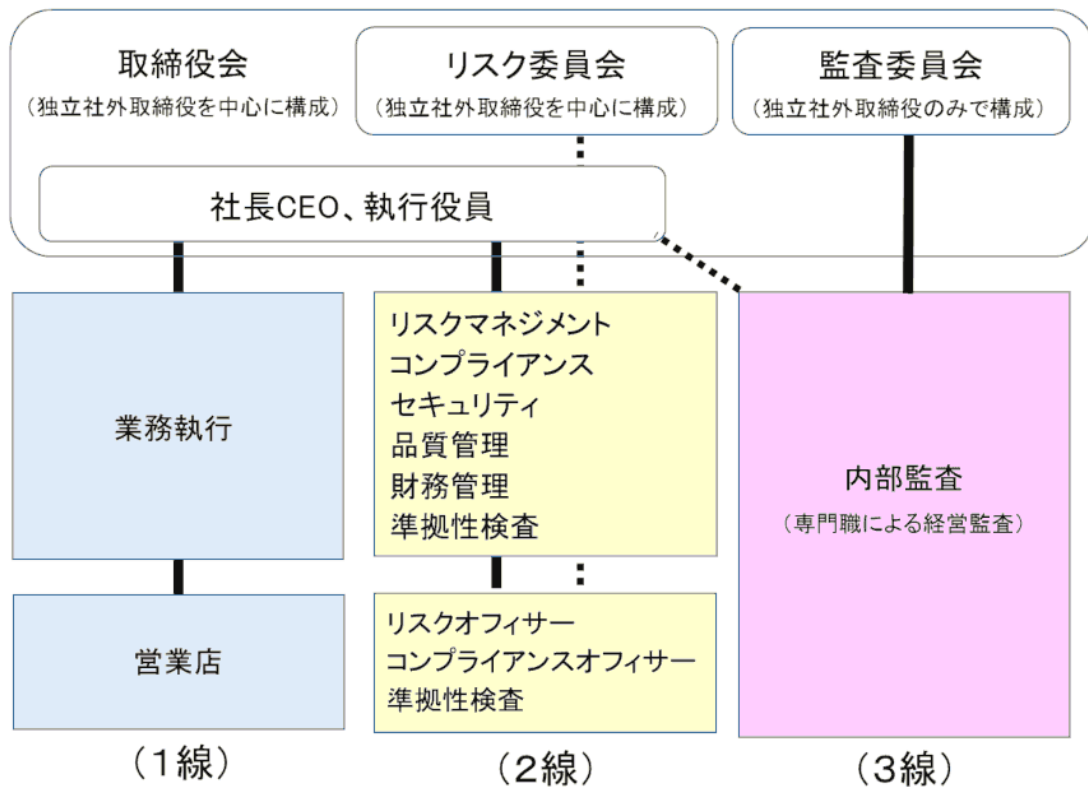 取締役会
（独立社外取締役を中心に構成）
リスク委員会
（独立社外取締役を中心に構成）
監査委員会
（独立社外取締役のみで構成）
社長CEO、執行役員
業務執行
営業店
（１線）
リスクマネジメント
コンプライアンス
セキュリティ
品質管理
財務管理
準拠性検査
リスクオフィサー
コンプライアンスオフィサー
準拠性検査
（２線）
内部監査
（専門職による経営監査）
（３線）